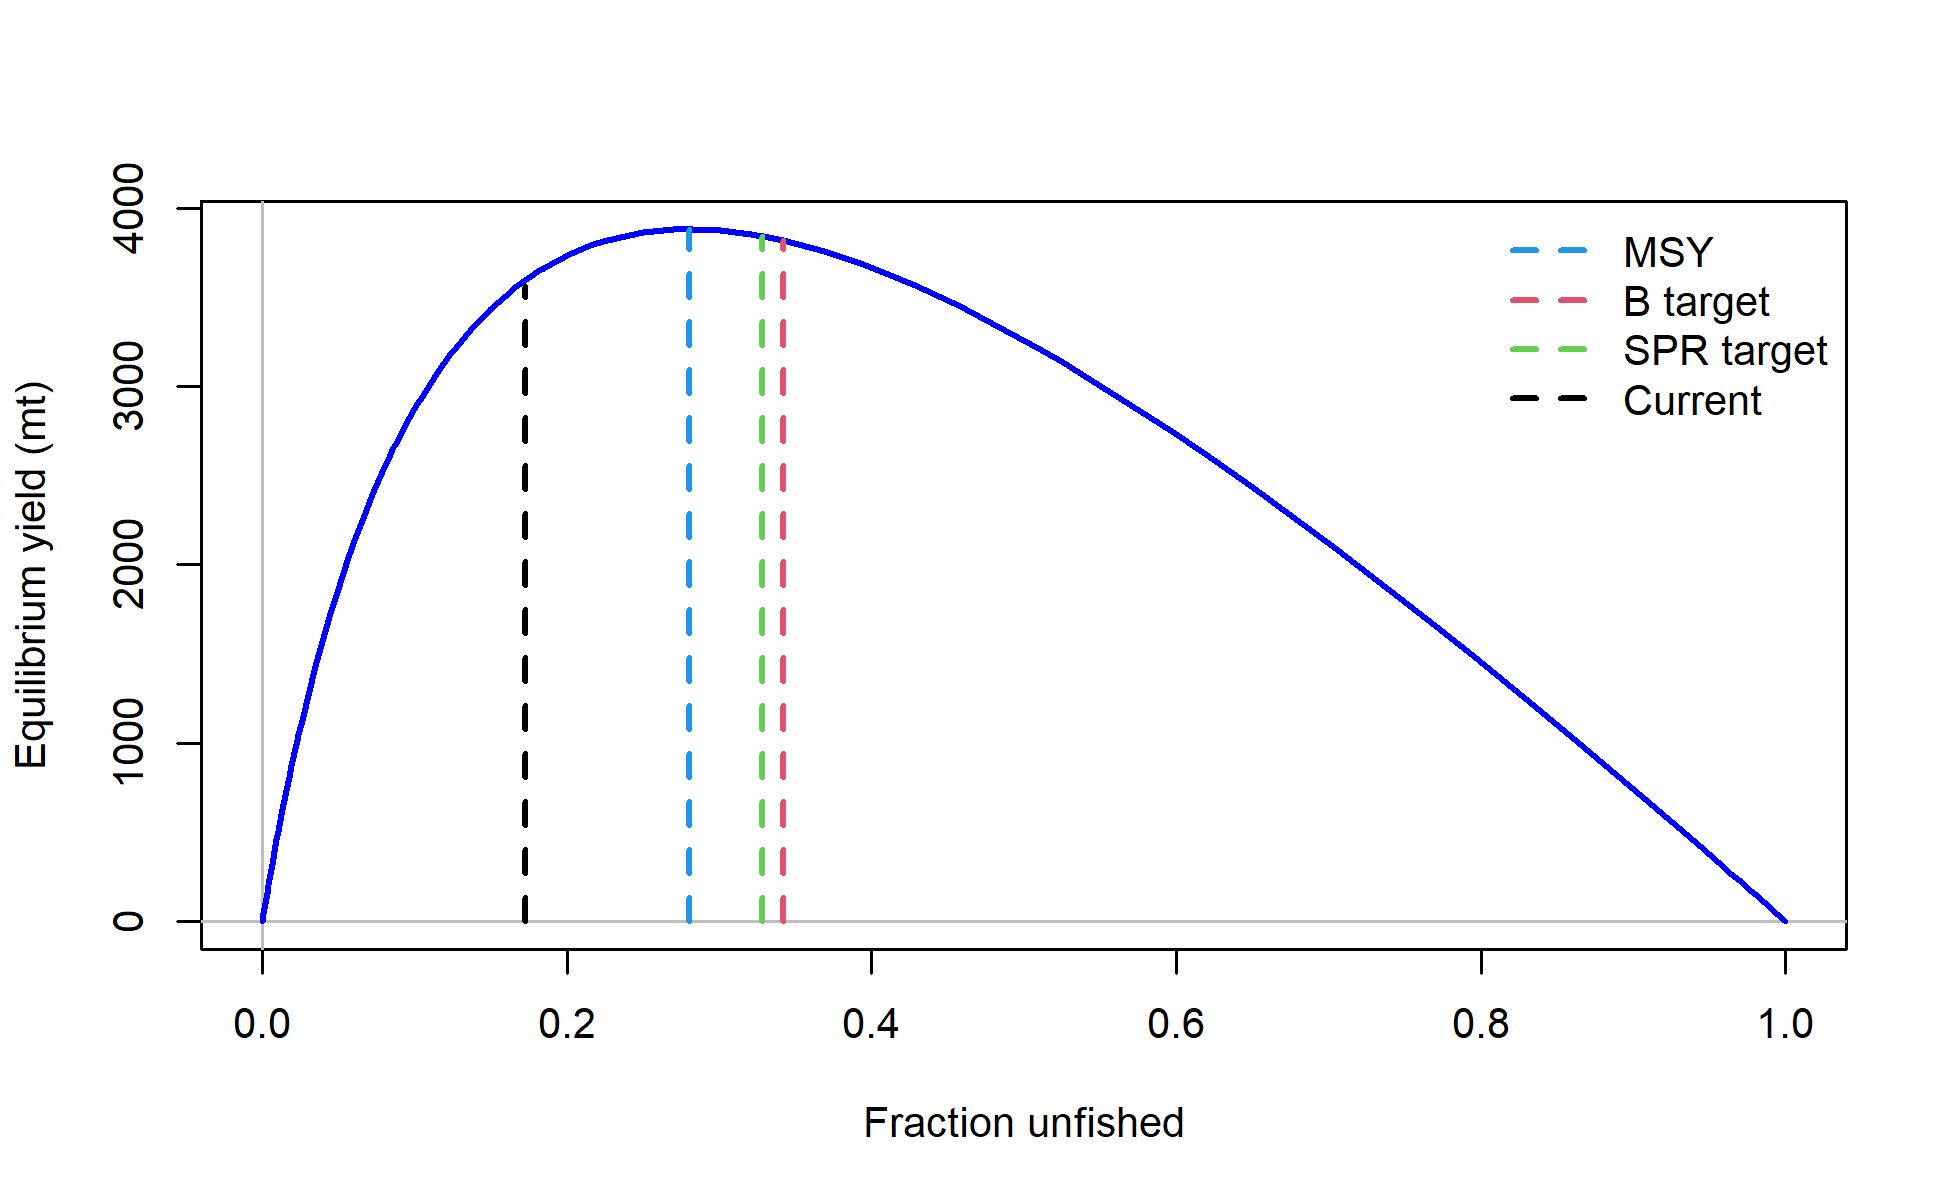 Equilibrium yield (mt)
4000
3000
2000
1000
0
MSY
B target
SPR target
Current
0.0 0.2 0.4 0.6 0.8 1.0
Fraction unfished